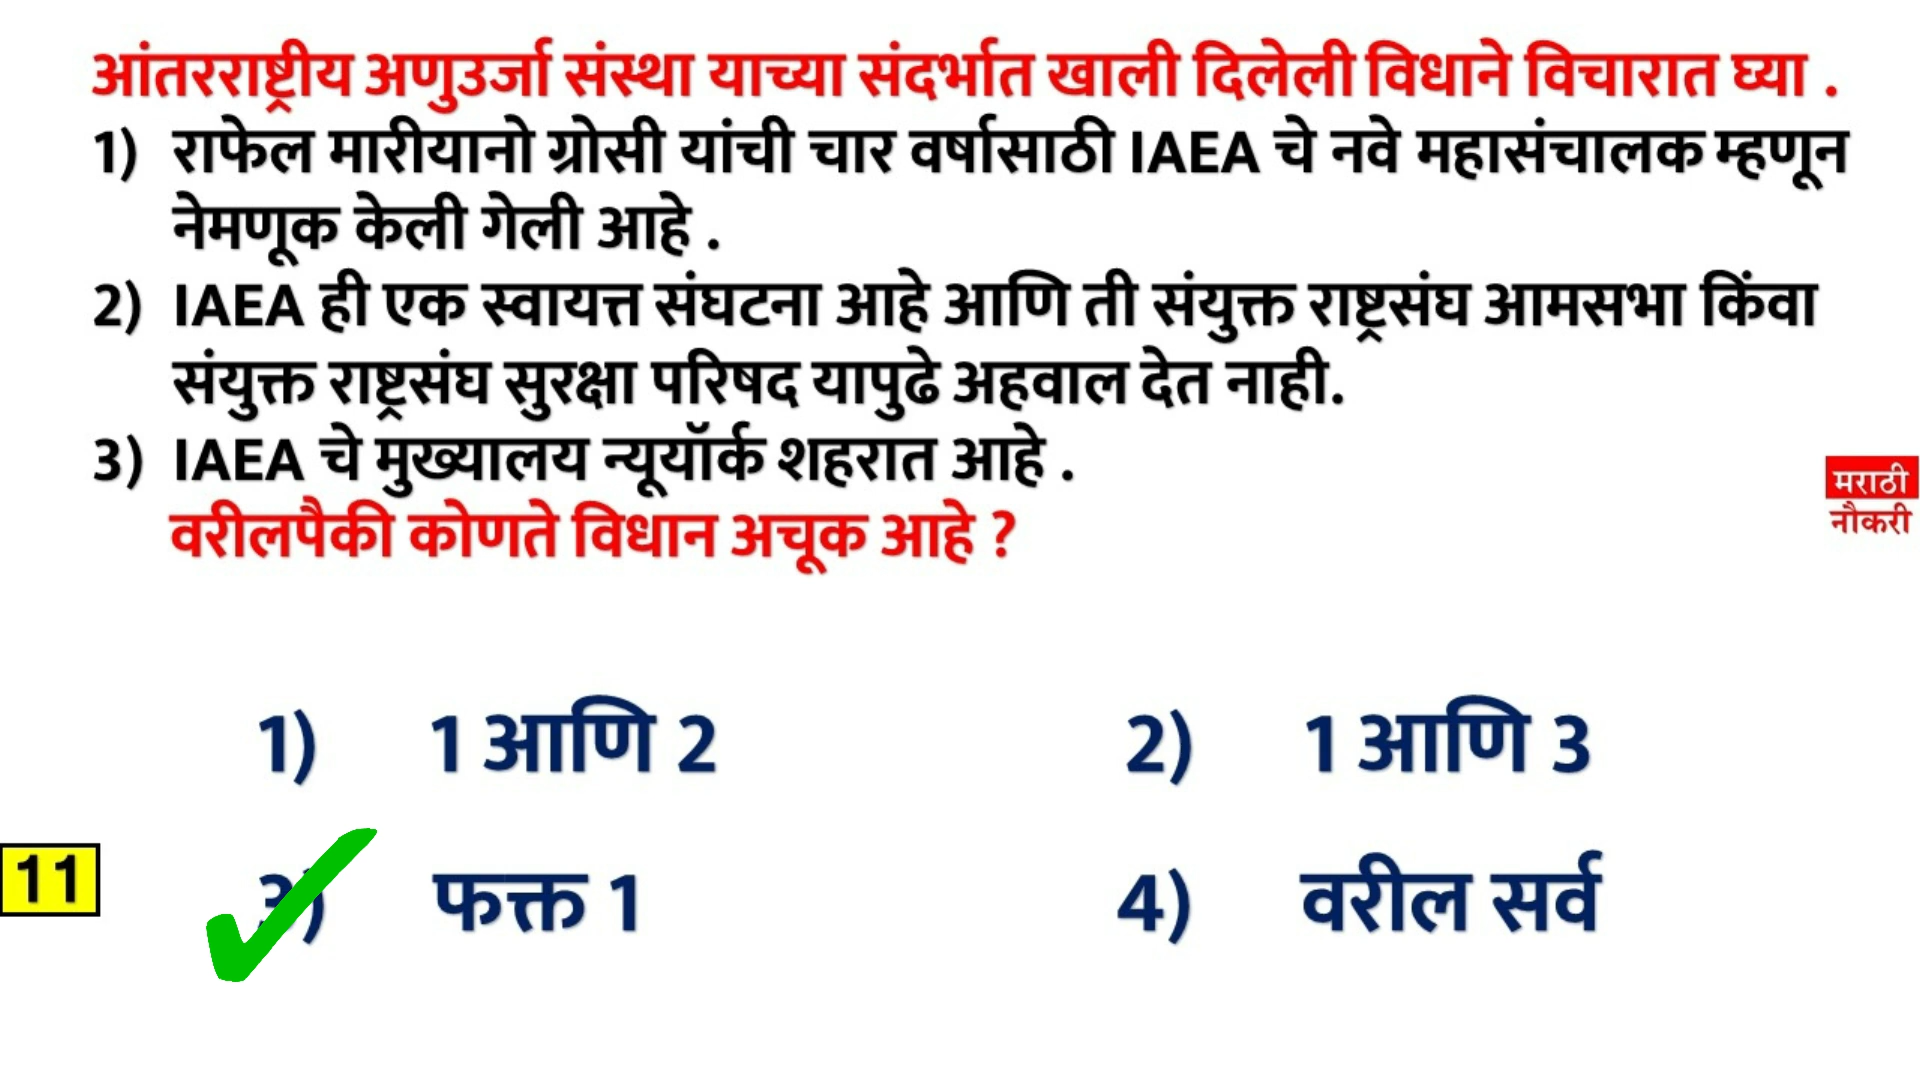 आंतरराष्ट्रीय अणुउर्जा संस्था याच्या संदर्भात खाली दिलेली विधाने विचारात घ्या .
1) राफेल मारीयानो ग्रोसी यांची चार वर्षासाठी IAEA चे नवे महासंचालक म्हणून
नेमणूक केली गेली आहे .
2) IAEA ही एक स्वायत्त संघटना आहे आणि ती संयुक्त राष्ट्रसंघ आमसभा किंवा
संयुक्त राष्ट्रसंघ सुरक्षा परिषद यापुढे अहवाल देत नाही.
3) IAEA चे मुख्यालय न्यूयॉर्क शहरात आहे .
मराठी
नौकरी
वरीलपैकी कोणते विधान अचूक आहे ?
1) 1 आणि 2
2) 1 आणि 3
11
3) फक्त 1
4) वरील सर्व